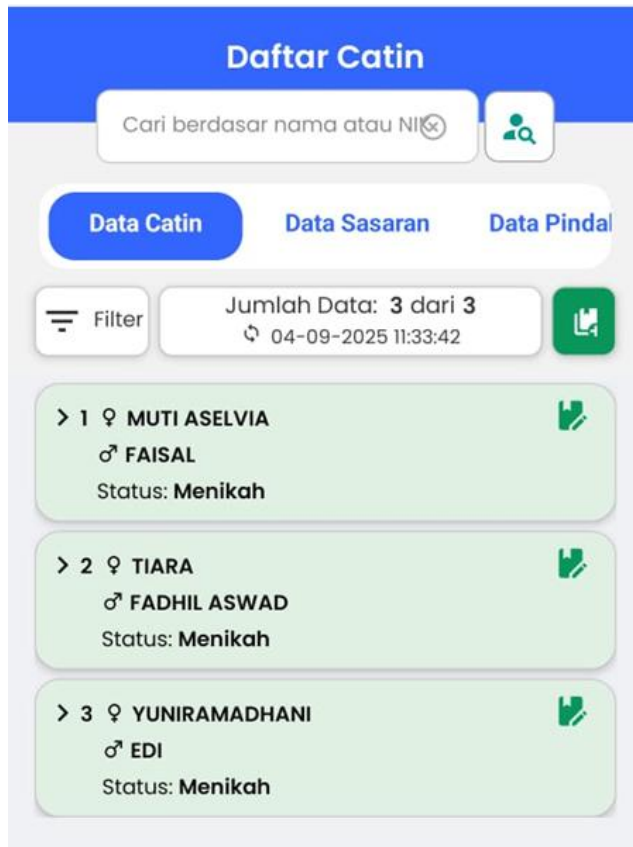 Daftar Catin
Cari berdasar nama atau NIK
Data Catin Data Sasaran Data Pinda
Filter
Jumlah Data: 3 dari 3
04-09-2025 11:33:42
1 ♀ MUTI ASELVIA
♂ FAISAL
Status: Menikah
2 ♀ TIARA
♂ FADHIL ASWAD
Status: Menikah
3 ♀ YUNIRAMADHANI
♂ EDI
Status: Menikah